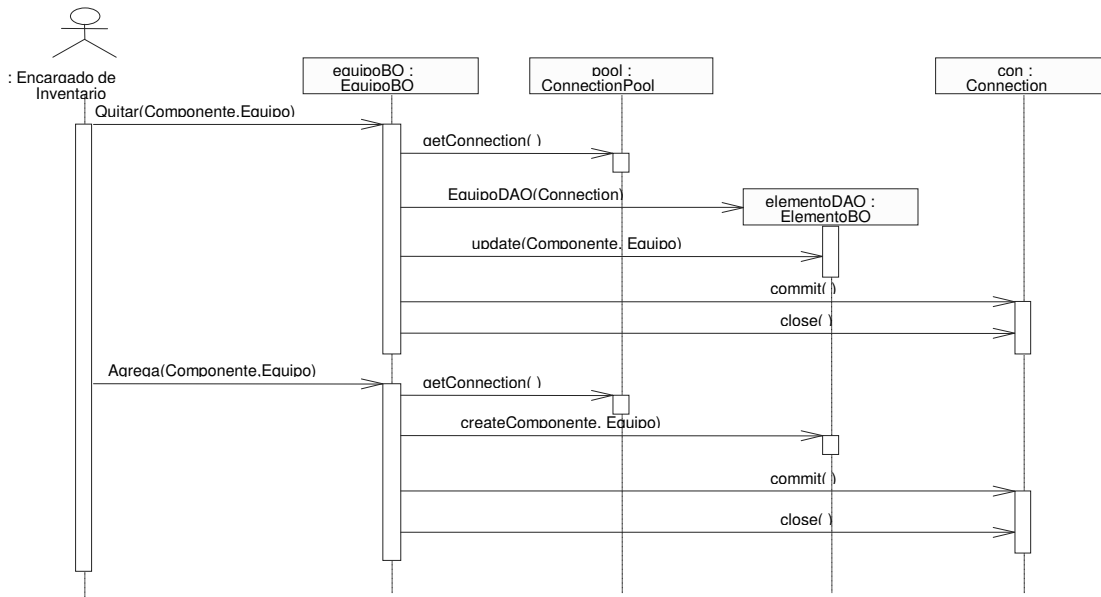 : Encargado de
Inventario
equipoBO :
EquipoBO
pool :
ConnectionPool
con :
Connection
Quitar(Componente,Equipo)
getConnection( )
EquipoDAO(Connection)
elementoDAO :
ElementoBO
update(Componente, Equipo)
commit( )
close( )
Agrega(Componente,Equipo)
getConnection( )
createComponente, Equipo)
commit( )
close( )